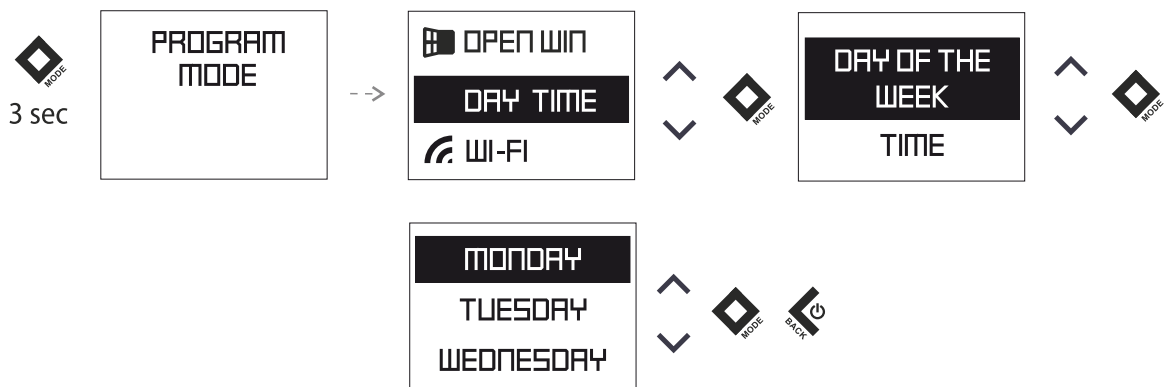 MODE
3 sec
PROGRAM
MODE
OPEN WIN
DAY TIME
WI-FI
MODE
DAY OF THE
WEEK
TIME
MODE
MONDAY
TUESDAY
WEDNESDAY
MODE
BACK